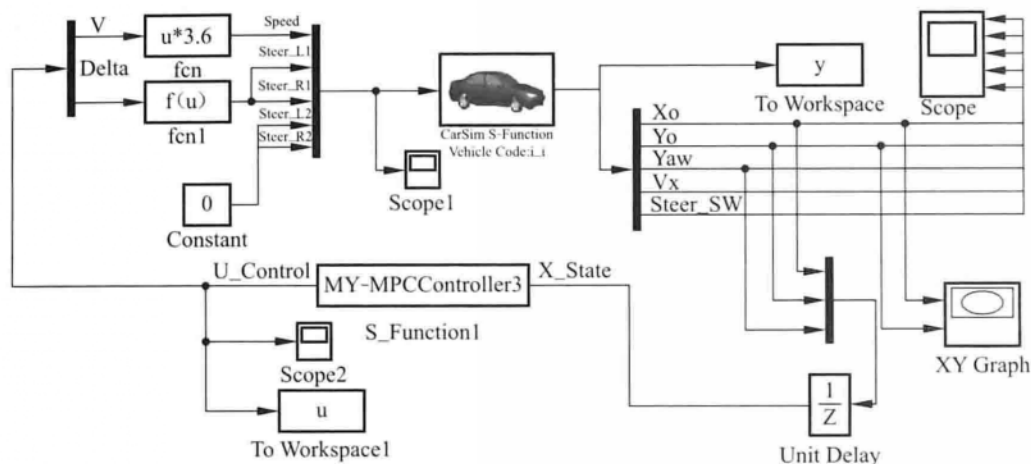 V
u*3.6
fcn
Delta
f(u)
fcn1
Speed
Steer_L1
Steer_R1
Steer_L2
Steer_R2
0
Constant
Scope1
CarSim S-Function
Vehicle Code:i_i
y
To Workspace
Scope
Xo
Yo
Yaw
Vx
Steer_SW
U_Control
MY-MPCController3
X_State
S_Function1
Scope2
u
To Workspace1
1
Z
Unit Delay
XY Graph